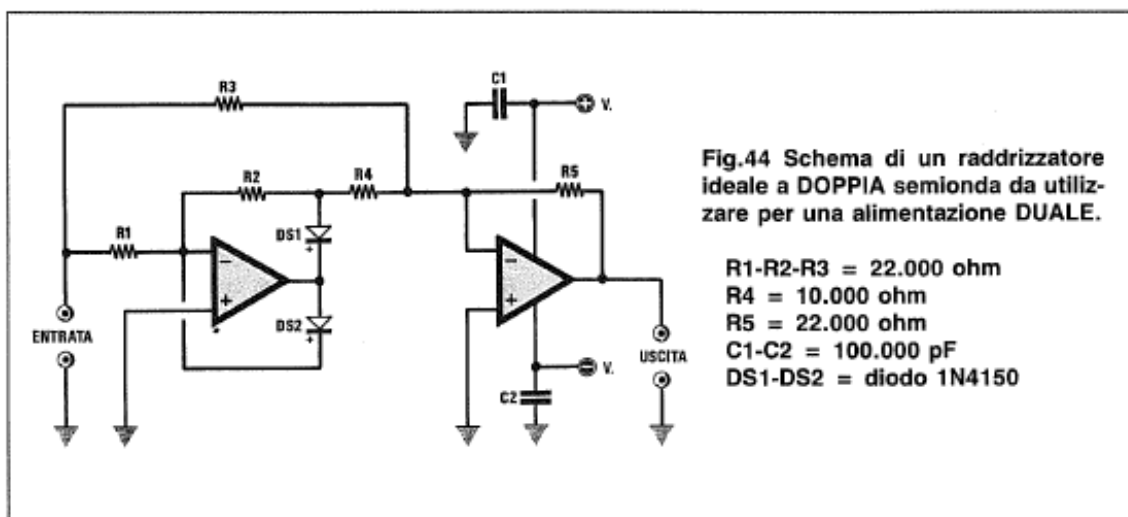 R3
C1
V.
R2
R4
R5
DS1
R1
DS2
ENTRATA
USCITA
V.
C2
Fig.44 Schema di un raddrizzatore
ideale a DOPPIA semionda da utiliz-
zare per una alimentazione DUALE.
R1-R2-R3 = 22.000 ohm
R4 = 10.000 ohm
R5 = 22.000 ohm
C1-C2 = 100.000 pF
DS1-DS2 = diodo 1N4150